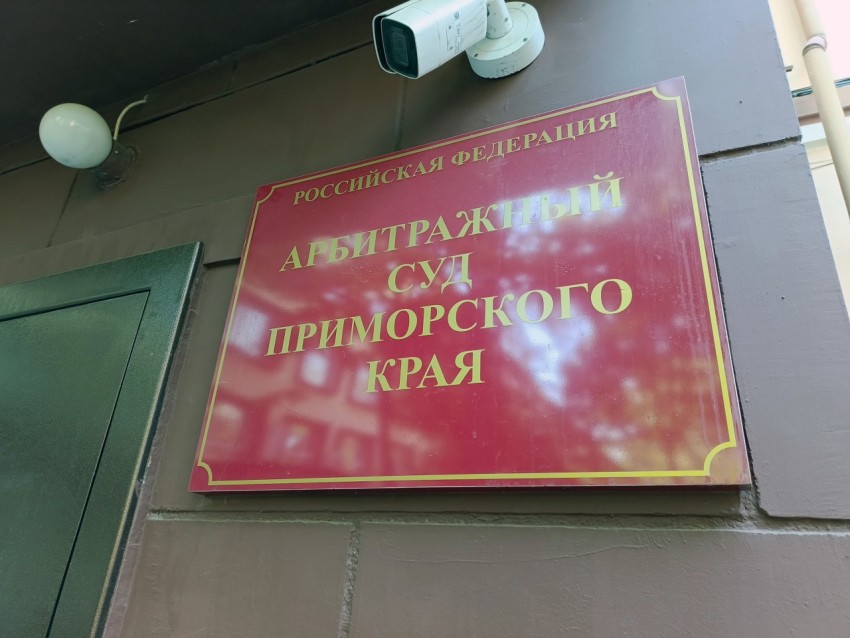 РОССИЙСКАЯ ФЕДЕРАЦИЯ
АРБИТРАЖНЫЙ
СУД
ПРИМОРСКОГО
КРАЯ